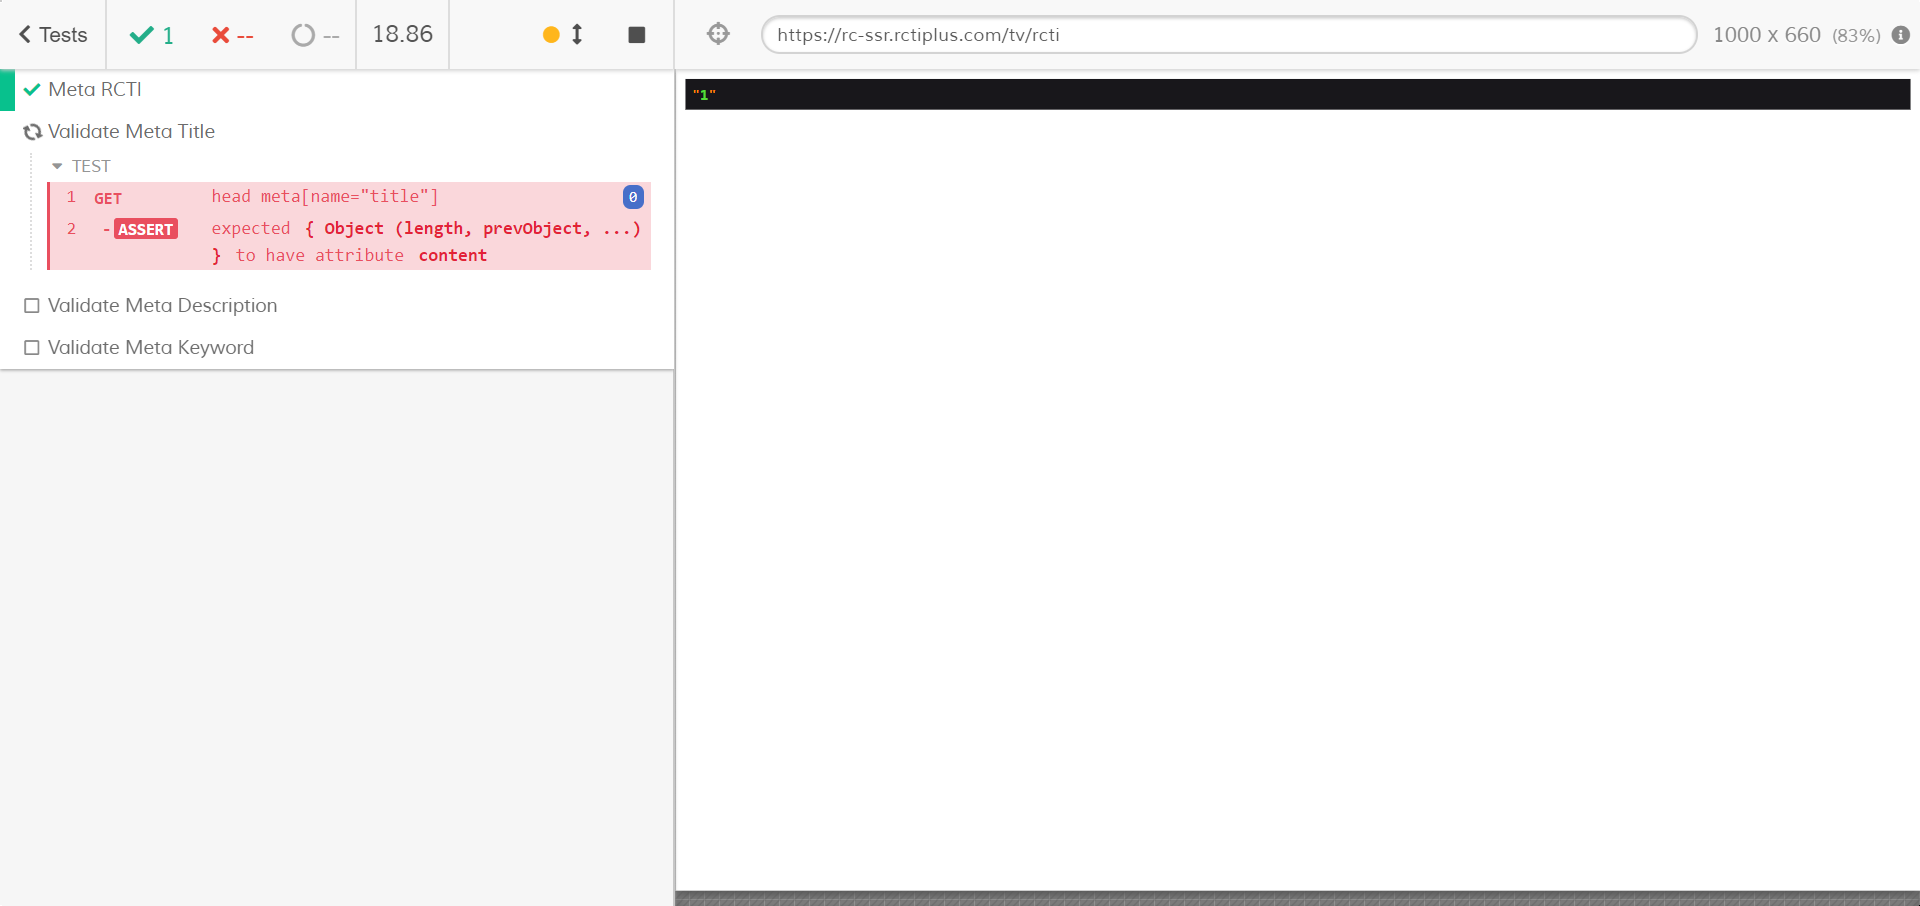 Tests 1 -- -- 18.86 https://rc-ssr.rctiplus.com/tv/rcti 1000 x 660 (83%)
Meta RCTI
"1"
Validate Meta Title
TEST
1 GET head meta[name="title"] 0
2 -ASSERT expected { Object (length, prevObject, ...)
} to have attribute content
Validate Meta Description
Validate Meta Keyword